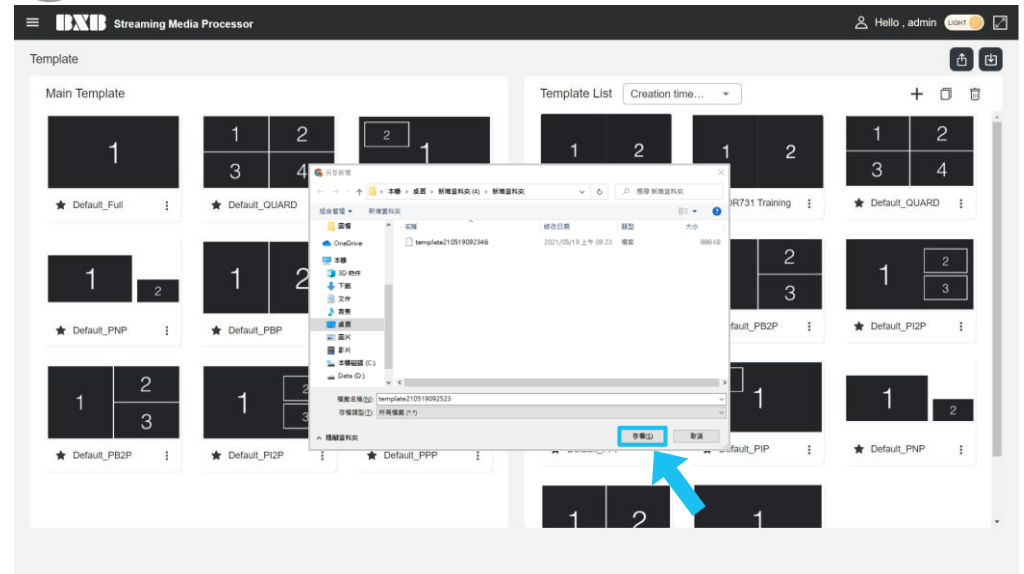 BXB Streaming Media Processor
Hello , admin
LIGHT
Template
Main Template
1
1 2
3 4
2
1
Default_Full
Default_QUARD
1
2
1 2
Default_PNP
Default_PBP
1
2
3
1
2
3
Default_PB2P
Default_PI2P
Default_PPP
Template List
Creation time...
1 2
1 2
1 2
3 4
DR731 Training
Default_QUARD
2
3
1
2
3
fault_PB2P
Default_PI2P
1
1
2
fault_PIP
Default_PNP
1 2
1
另存新檔
本機 › 桌面 › 新增資料夾 (4) › 新增資料夾
搜尋 新增資料夾
組合管理
新增資料夾
圖檔
OneDrive
本機
3D 物件
下載
文件
音樂
桌面
圖片
影片
本機磁碟 (C:)
Data (D:)
名稱
修改日期
類型
大小
template210519092346
2021/05/19 上午 09:23
檔案
888 KB
檔案名稱(N): template210519092523
存檔類型(T): 所有檔案 (*.*)
隱藏資料夾
存檔(S)
取消